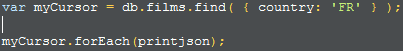 var myCursor = db.films.find( { country: 'FR' } );
myCursor.forEach(printjson);